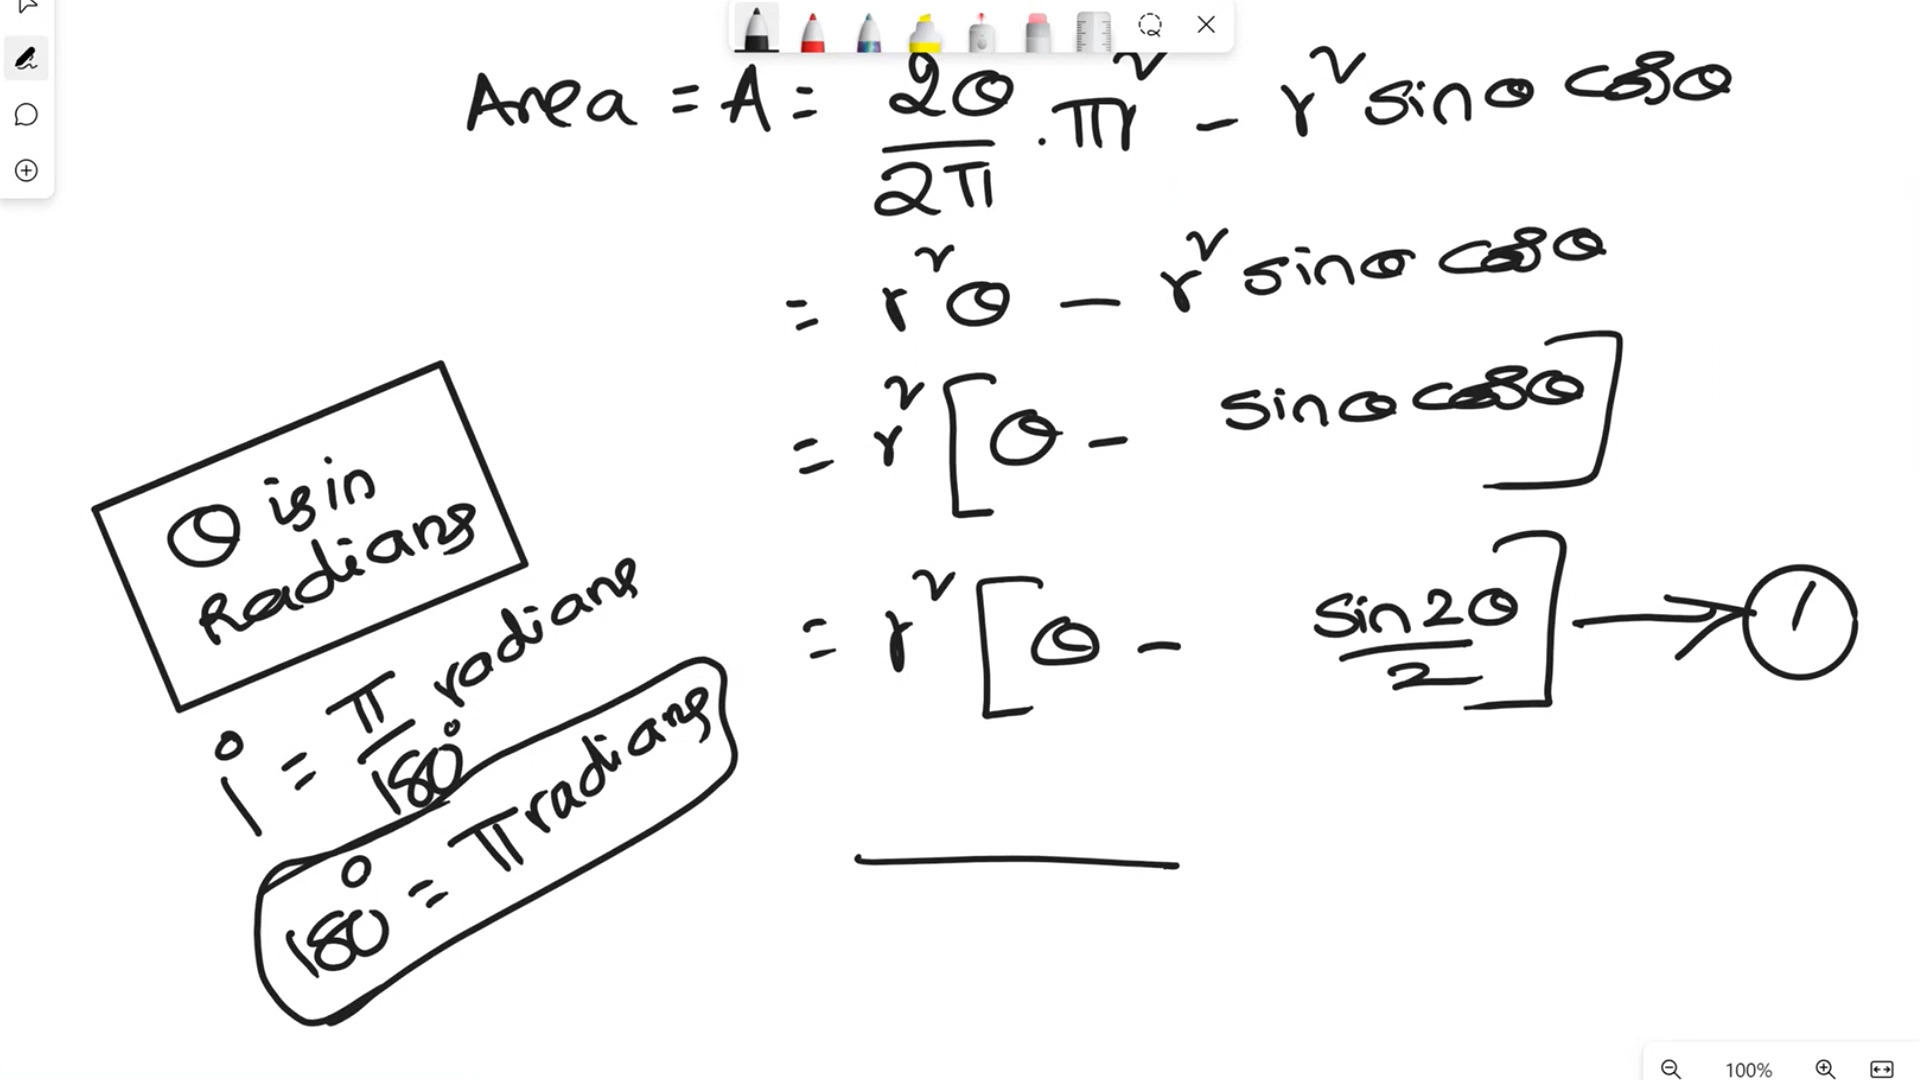 Area = A = 2θ/2π . πr² - r² sinθ cosθ
= r²θ - r² sinθ cosθ
= r² [θ - sinθ cosθ]
= r² [θ - sin2θ/2] → 1
θ is in
Radians
1° = π/180° radians
180° = π radians
100%